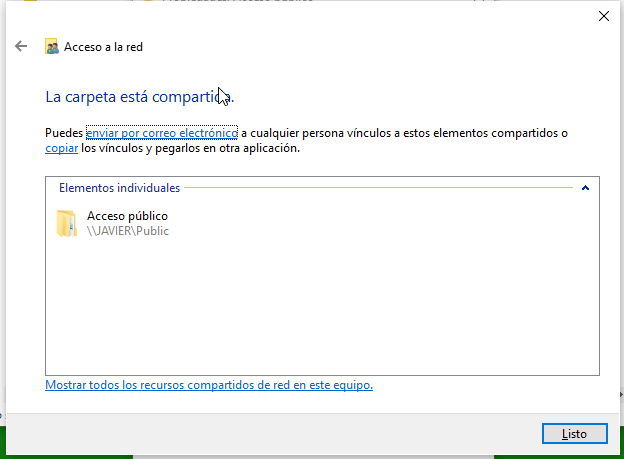 Acceso a la red
La carpeta está compartida.
Puedes enviar por correo electrónico a cualquier persona vínculos a estos elementos compartidos o
copiar los vínculos y pegarlos en otra aplicación.
Elementos individuales
Acceso público
\\JAVIER\Public
Mostrar todos los recursos compartidos de red en este equipo.
Listo